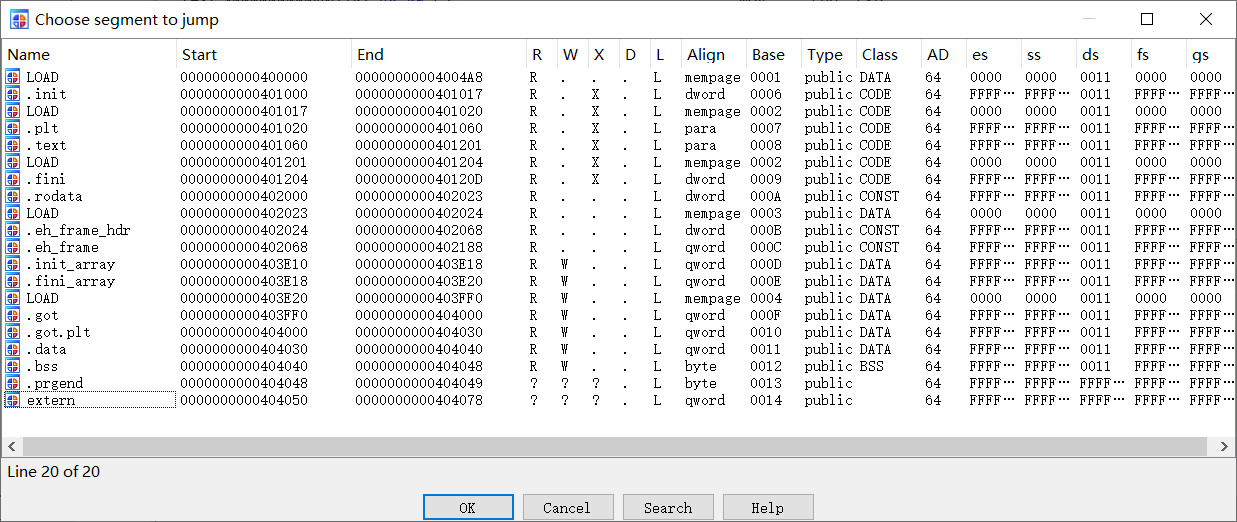 Choose segment to jump
Name Start End R W X D L Align Base Type Class AD es ss ds fs gs
LOAD 0000000000400000 00000000004004A8 R . . . L mempage 0001 public DATA 64 0000 0000 0011 0000 0000
.init 0000000000401000 0000000000401017 R . X . L dword 0006 public CODE 64 FFFF… FFFF… 0011 FFFF… FFFF…
LOAD 0000000000401017 0000000000401020 R . X . L mempage 0002 public CODE 64 0000 0000 0011 0000 0000
.plt 0000000000401020 0000000000401060 R . X . L para 0007 public CODE 64 FFFF… FFFF… 0011 FFFF… FFFF…
.text 0000000000401060 0000000000401201 R . X . L para 0008 public CODE 64 FFFF… FFFF… 0011 FFFF… FFFF…
LOAD 0000000000401201 0000000000401204 R . X . L mempage 0002 public CODE 64 0000 0000 0011 0000 0000
.fini 0000000000401204 000000000040120D R . X . L dword 0009 public CODE 64 FFFF… FFFF… 0011 FFFF… FFFF…
.rodata 0000000000402000 0000000000402023 R . . . L dword 000A public CONST 64 FFFF… FFFF… 0011 FFFF… FFFF…
LOAD 0000000000402023 0000000000402024 R . . . L mempage 0003 public DATA 64 0000 0000 0011 0000 0000
.eh_frame_hdr 0000000000402024 0000000000402068 R . . . L dword 000B public CONST 64 FFFF… FFFF… 0011 FFFF… FFFF…
.eh_frame 0000000000402068 0000000000402188 R . . . L qword 000C public CONST 64 FFFF… FFFF… 0011 FFFF… FFFF…
.init_array 0000000000403E10 0000000000403E18 R W . . L qword 000D public DATA 64 FFFF… FFFF… 0011 FFFF… FFFF…
.fini_array 0000000000403E18 0000000000403E20 R W . . L qword 000E public DATA 64 FFFF… FFFF… 0011 FFFF… FFFF…
LOAD 0000000000403E20 0000000000403FF0 R W . . L mempage 0004 public DATA 64 0000 0000 0011 0000 0000
.got 0000000000403FF0 0000000000404000 R W . . L qword 000F public DATA 64 FFFF… FFFF… 0011 FFFF… FFFF…
.got.plt 0000000000404000 0000000000404030 R W . . L qword 0010 public DATA 64 FFFF… FFFF… 0011 FFFF… FFFF…
.data 0000000000404030 0000000000404040 R W . . L qword 0011 public DATA 64 FFFF… FFFF… 0011 FFFF… FFFF…
.bss 0000000000404040 0000000000404048 R W . . L byte 0012 public BSS 64 FFFF… FFFF… 0011 FFFF… FFFF…
.prgend 0000000000404048 0000000000404049 ? ? ? . L byte 0013 public 64 FFFF… FFFF… FFFF… FFFF… FFFF…
extern 0000000000404050 0000000000404078 ? ? ? . L qword 0014 public 64 FFFF… FFFF… FFFF… FFFF… FFFF…
Line 20 of 20
OK Cancel Search Help